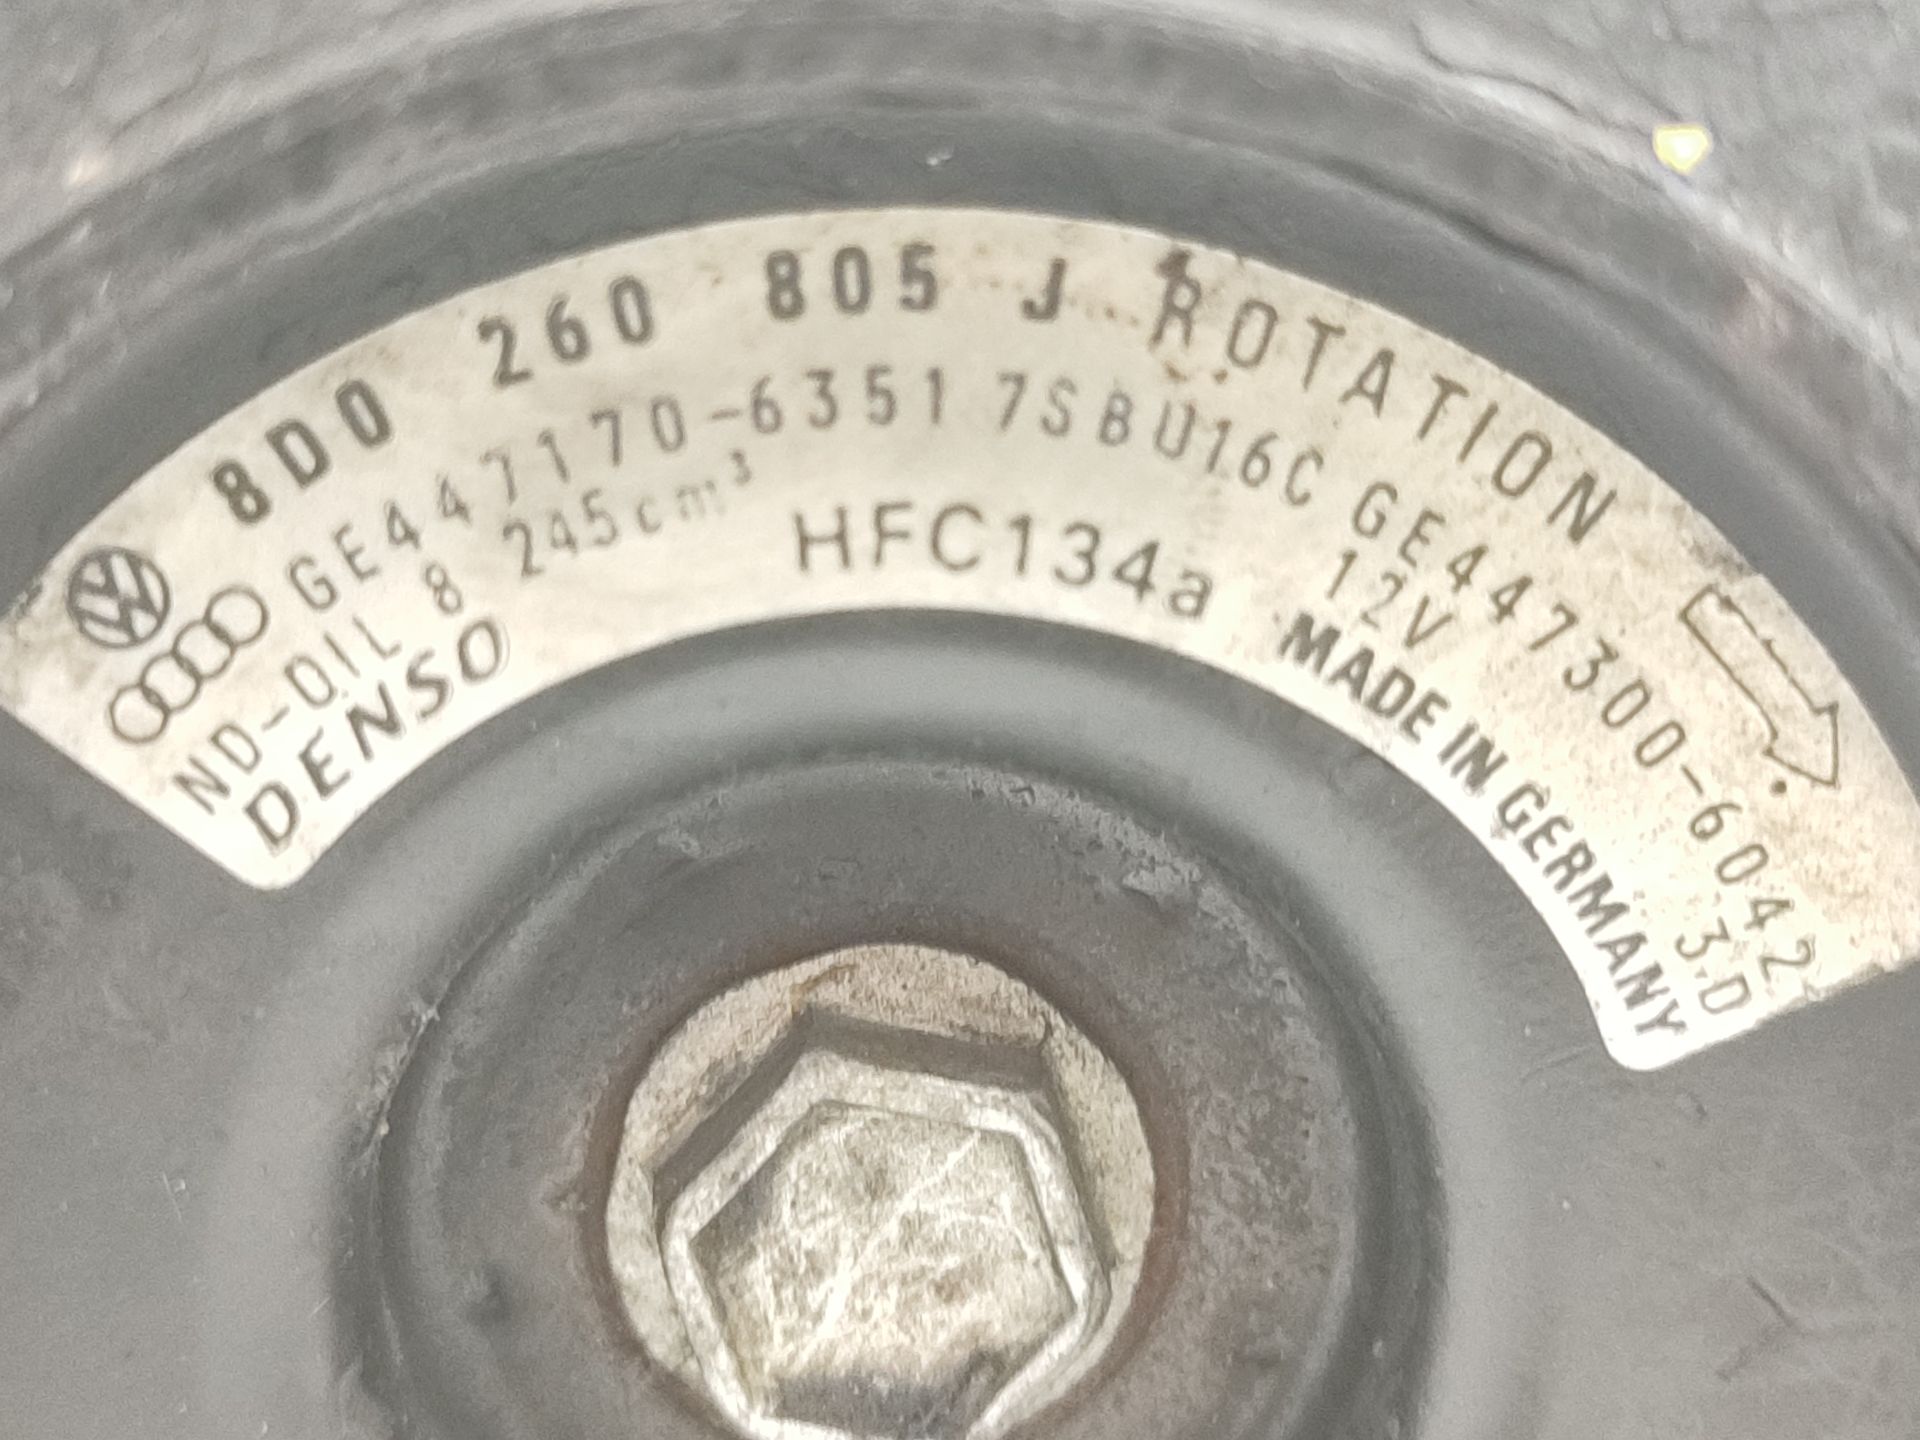 8D0 260 805 J ROTATION
GE447170-6351 7SBU16C GE447300-6042
ND-OIL 8 245cm³ HFC134a 12V 3.D
DENSO MADE IN GERMANY